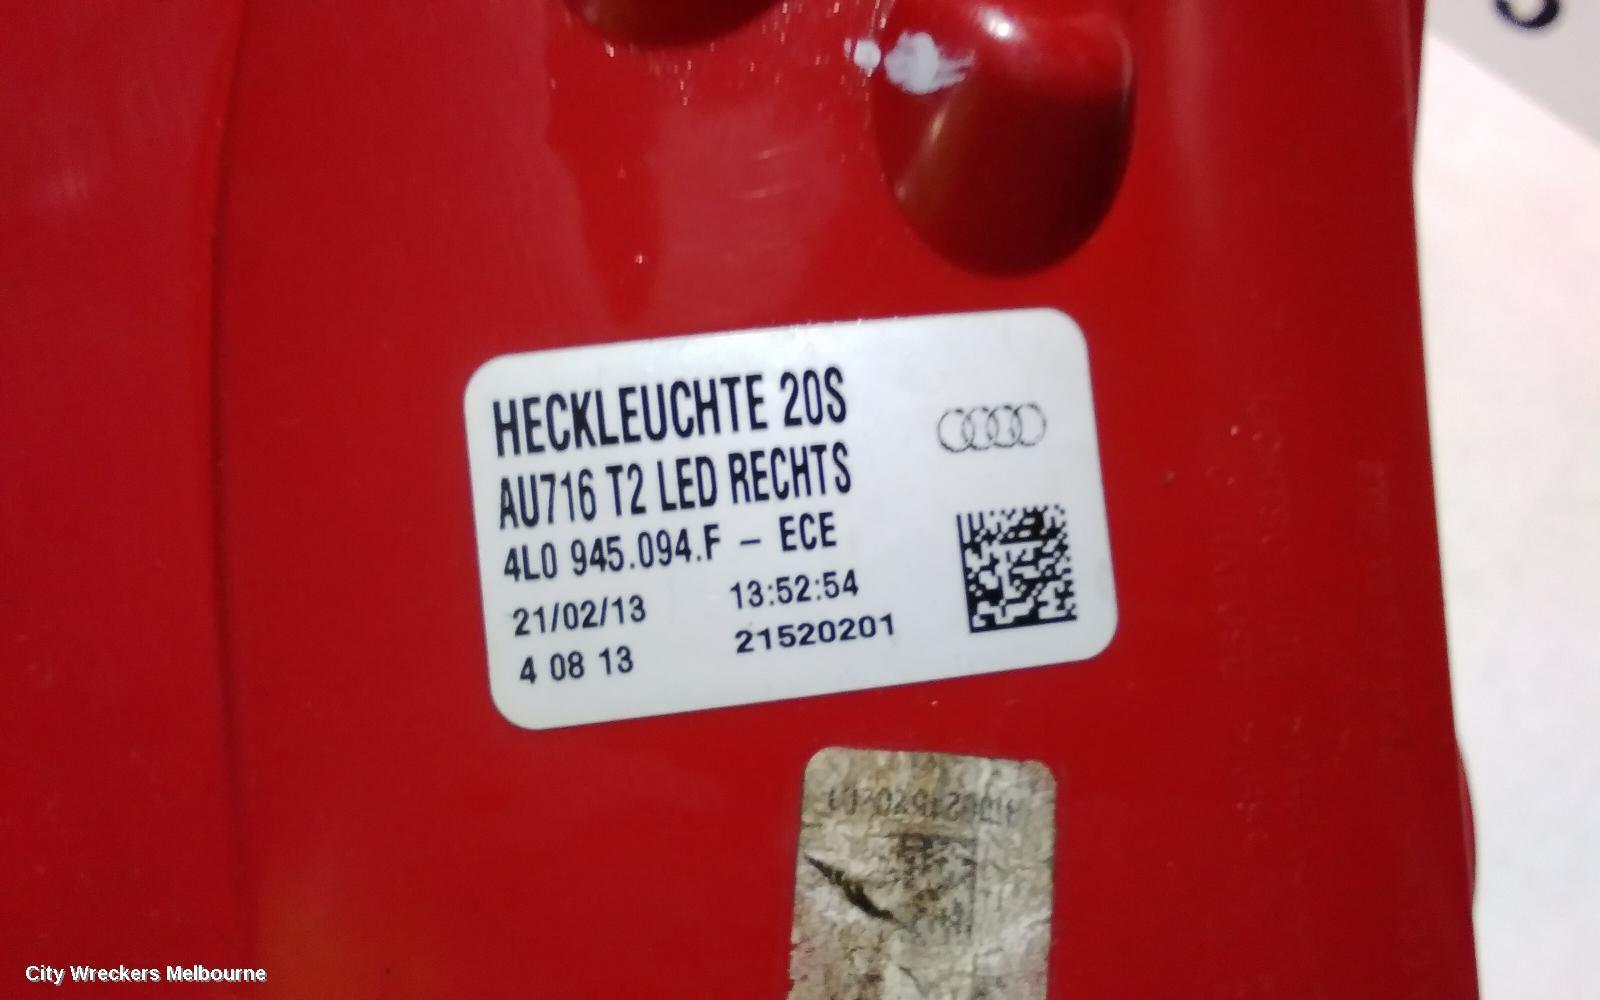 HECKLEUCHTE 20S
AU716 T2 LED RECHTS
4L0 945.094.F - ECE
21/02/13 13:52:54
4 08 13 21520201
City Wreckers Melbourne